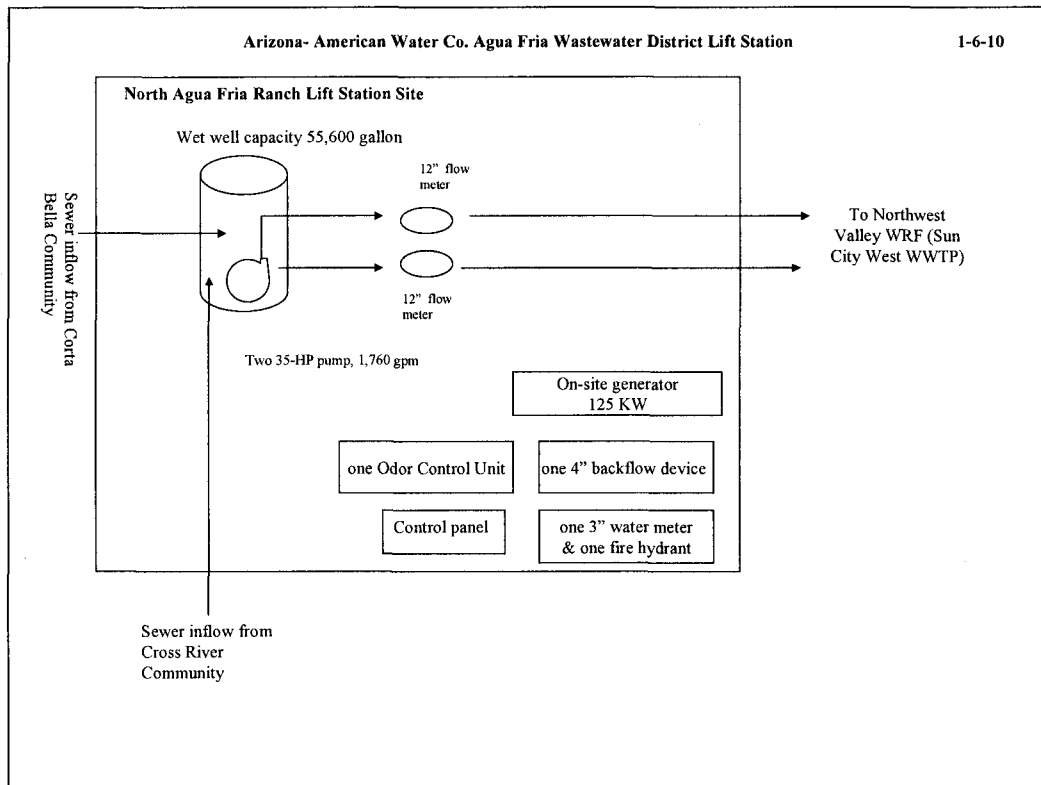 Arizona- American Water Co. Agua Fria Wastewater District Lift Station 1-6-10
North Agua Fria Ranch Lift Station Site
Wet well capacity 55,600 gallon
12” flow
meter
Sewer inflow from Corta
Bella Community
To Northwest
Valley WRF (Sun
City West WWTP)
12” flow
meter
Two 35-HP pump, 1,760 gpm
On-site generator
125 KW
one Odor Control Unit
one 4” backflow device
Control panel
one 3” water meter
& one fire hydrant
Sewer inflow from
Cross River
Community